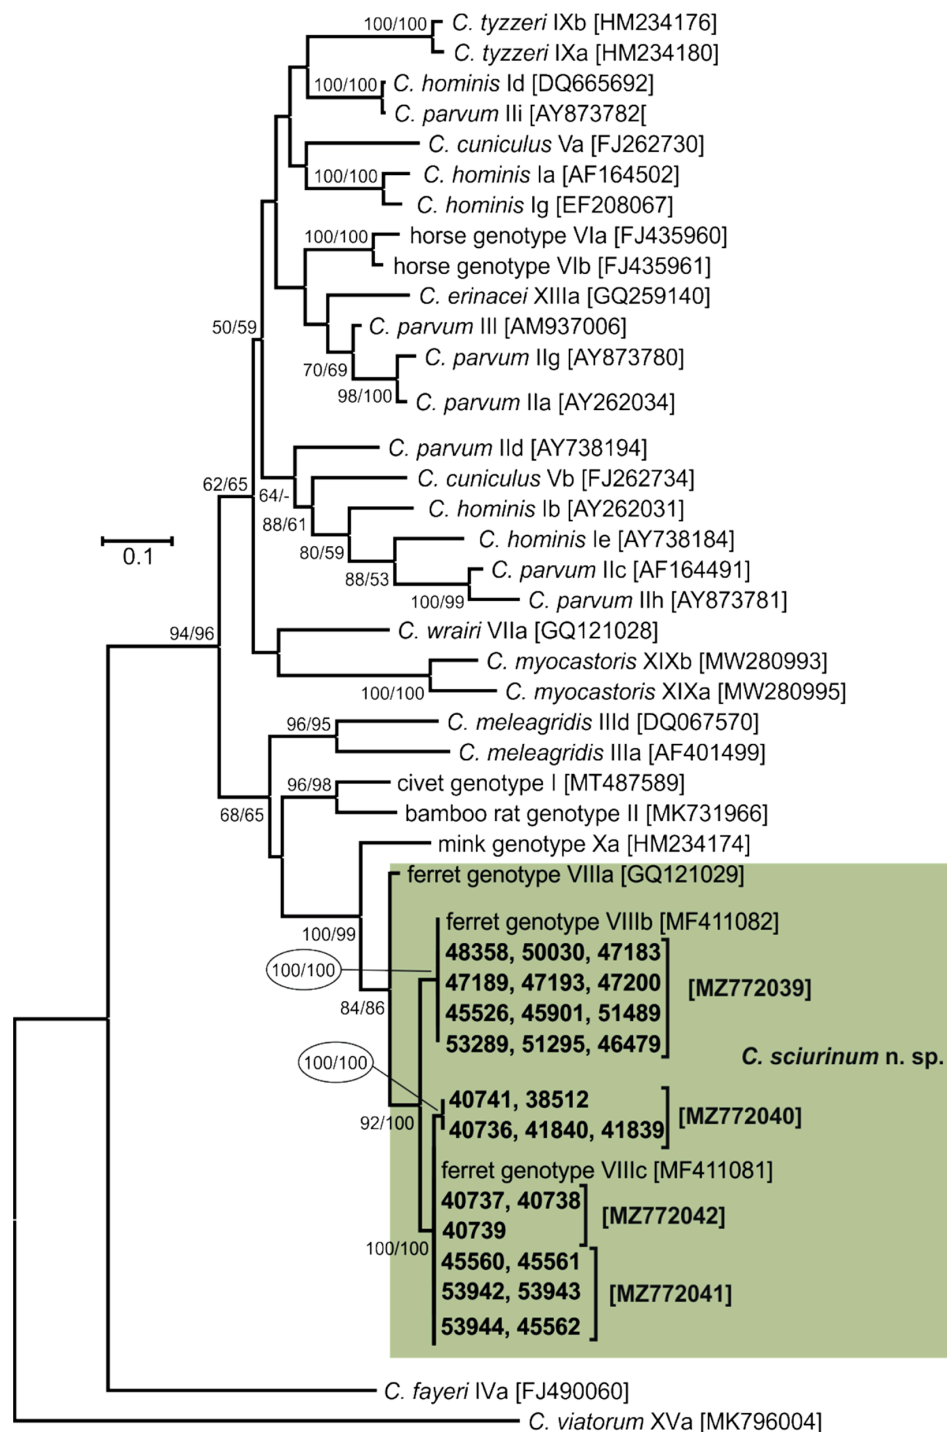 100/100
C. tyzzeri IXb [HM234176]
C. tyzzeri IXa [HM234180]
100/100
C. hominis Id [DQ665692]
C. parvum IIi [AY873782[
C. cuniculus Va [FJ262730]
100/100
C. hominis Ia [AF164502]
C. hominis Ig [EF208067]
100/100
horse genotype VIa [FJ435960]
horse genotype VIb [FJ435961]
C. erinacei XIIIa [GQ259140]
50/59
C. parvum III [AM937006]
70/69
C. parvum IIg [AY873780]
98/100
C. parvum IIa [AY262034]
C. parvum IId [AY738194]
62/65
64/-
C. cuniculus Vb [FJ262734]
88/61
C. hominis Ib [AY262031]
0.1
80/59
C. hominis Ie [AY738184]
88/53
C. parvum IIc [AF164491]
100/99
C. parvum IIh [AY873781]
94/96
C. wrairi VIIa [GQ121028]
C. myocastoris XIXb [MW280993]
100/100
C. myocastoris XIXa [MW280995]
96/95
C. meleagridis IIId [DQ067570]
C. meleagridis IIIa [AF401499]
96/98
civet genotype I [MT487589]
68/65
bamboo rat genotype II [MK731966]
mink genotype Xa [HM234174]
ferret genotype VIIIa [GQ121029]
100/99
ferret genotype VIIIb [MF411082]
100/100
48358, 50030, 47183
47189, 47193, 47200
45526, 45901, 51489
53289, 51295, 46479
[MZ772039]
84/86
C. sciurinum n. sp.
100/100
40741, 38512
40736, 41840, 41839
[MZ772040]
92/100
ferret genotype VIIIc [MF411081]
40737, 40738
40739
[MZ772042]
100/100
45560, 45561
53942, 53943
53944, 45562
[MZ772041]
C. fayeri IVa [FJ490060]
C. viatorum XVa [MK796004]